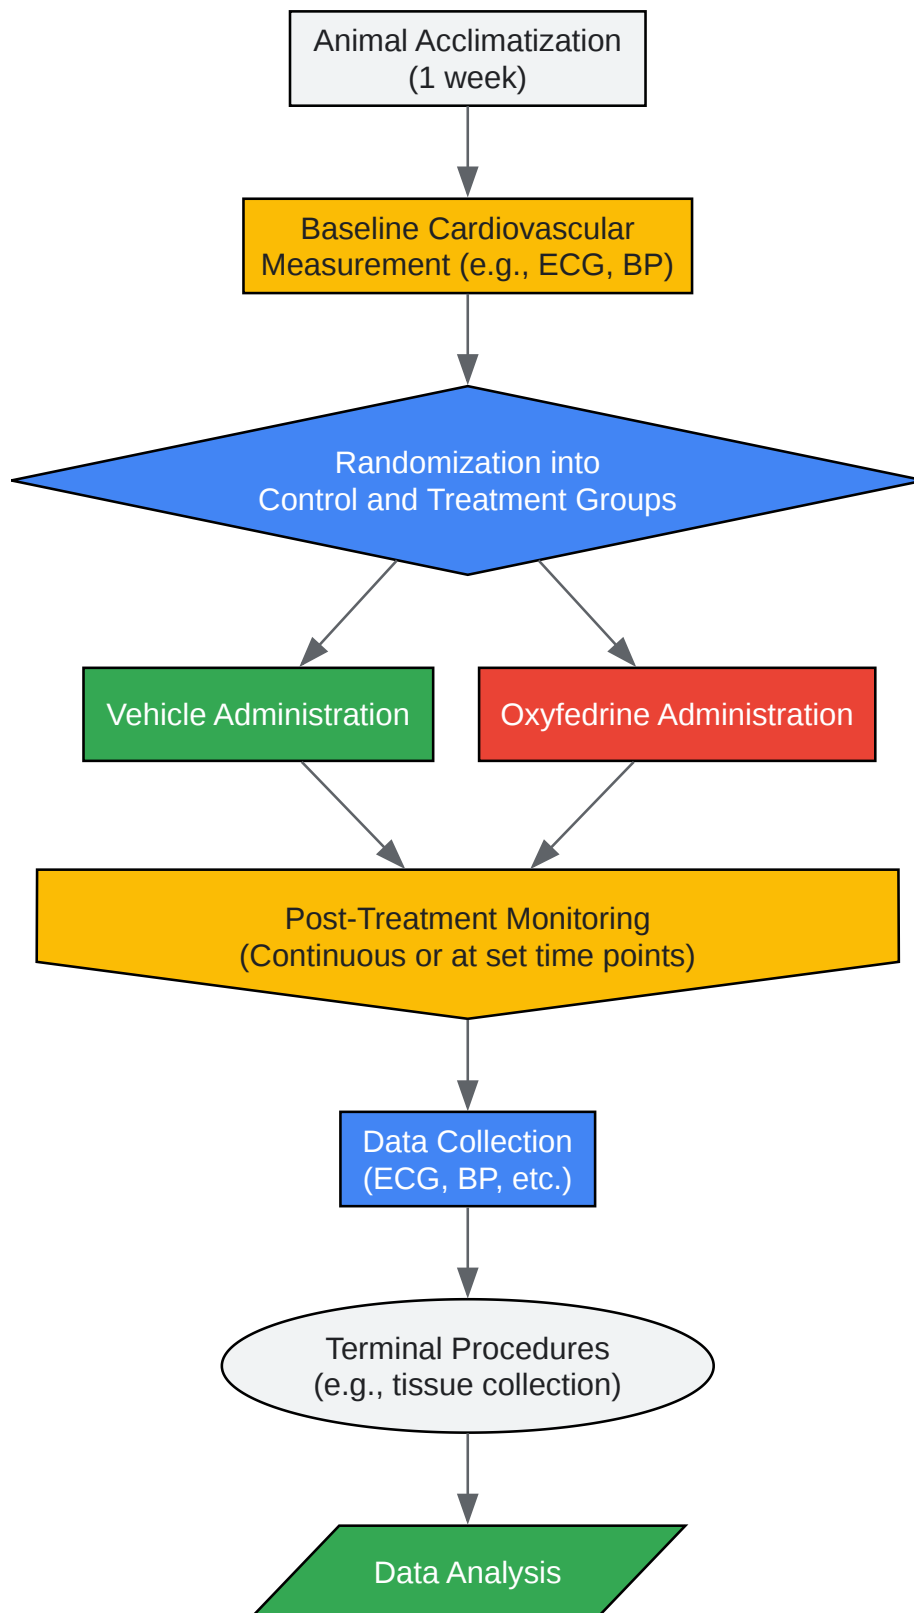 Animal Acclimatization
(1 week)
Baseline Cardiovascular
Measurement (e.g., ECG, BP)
Randomization into
Control and Treatment Groups
Vehicle Administration
Oxyfedrine Administration
Post-Treatment Monitoring
(Continuous or at set time points)
Data Collection
(ECG, BP, etc.)
Terminal Procedures
(e.g., tissue collection)
Data Analysis